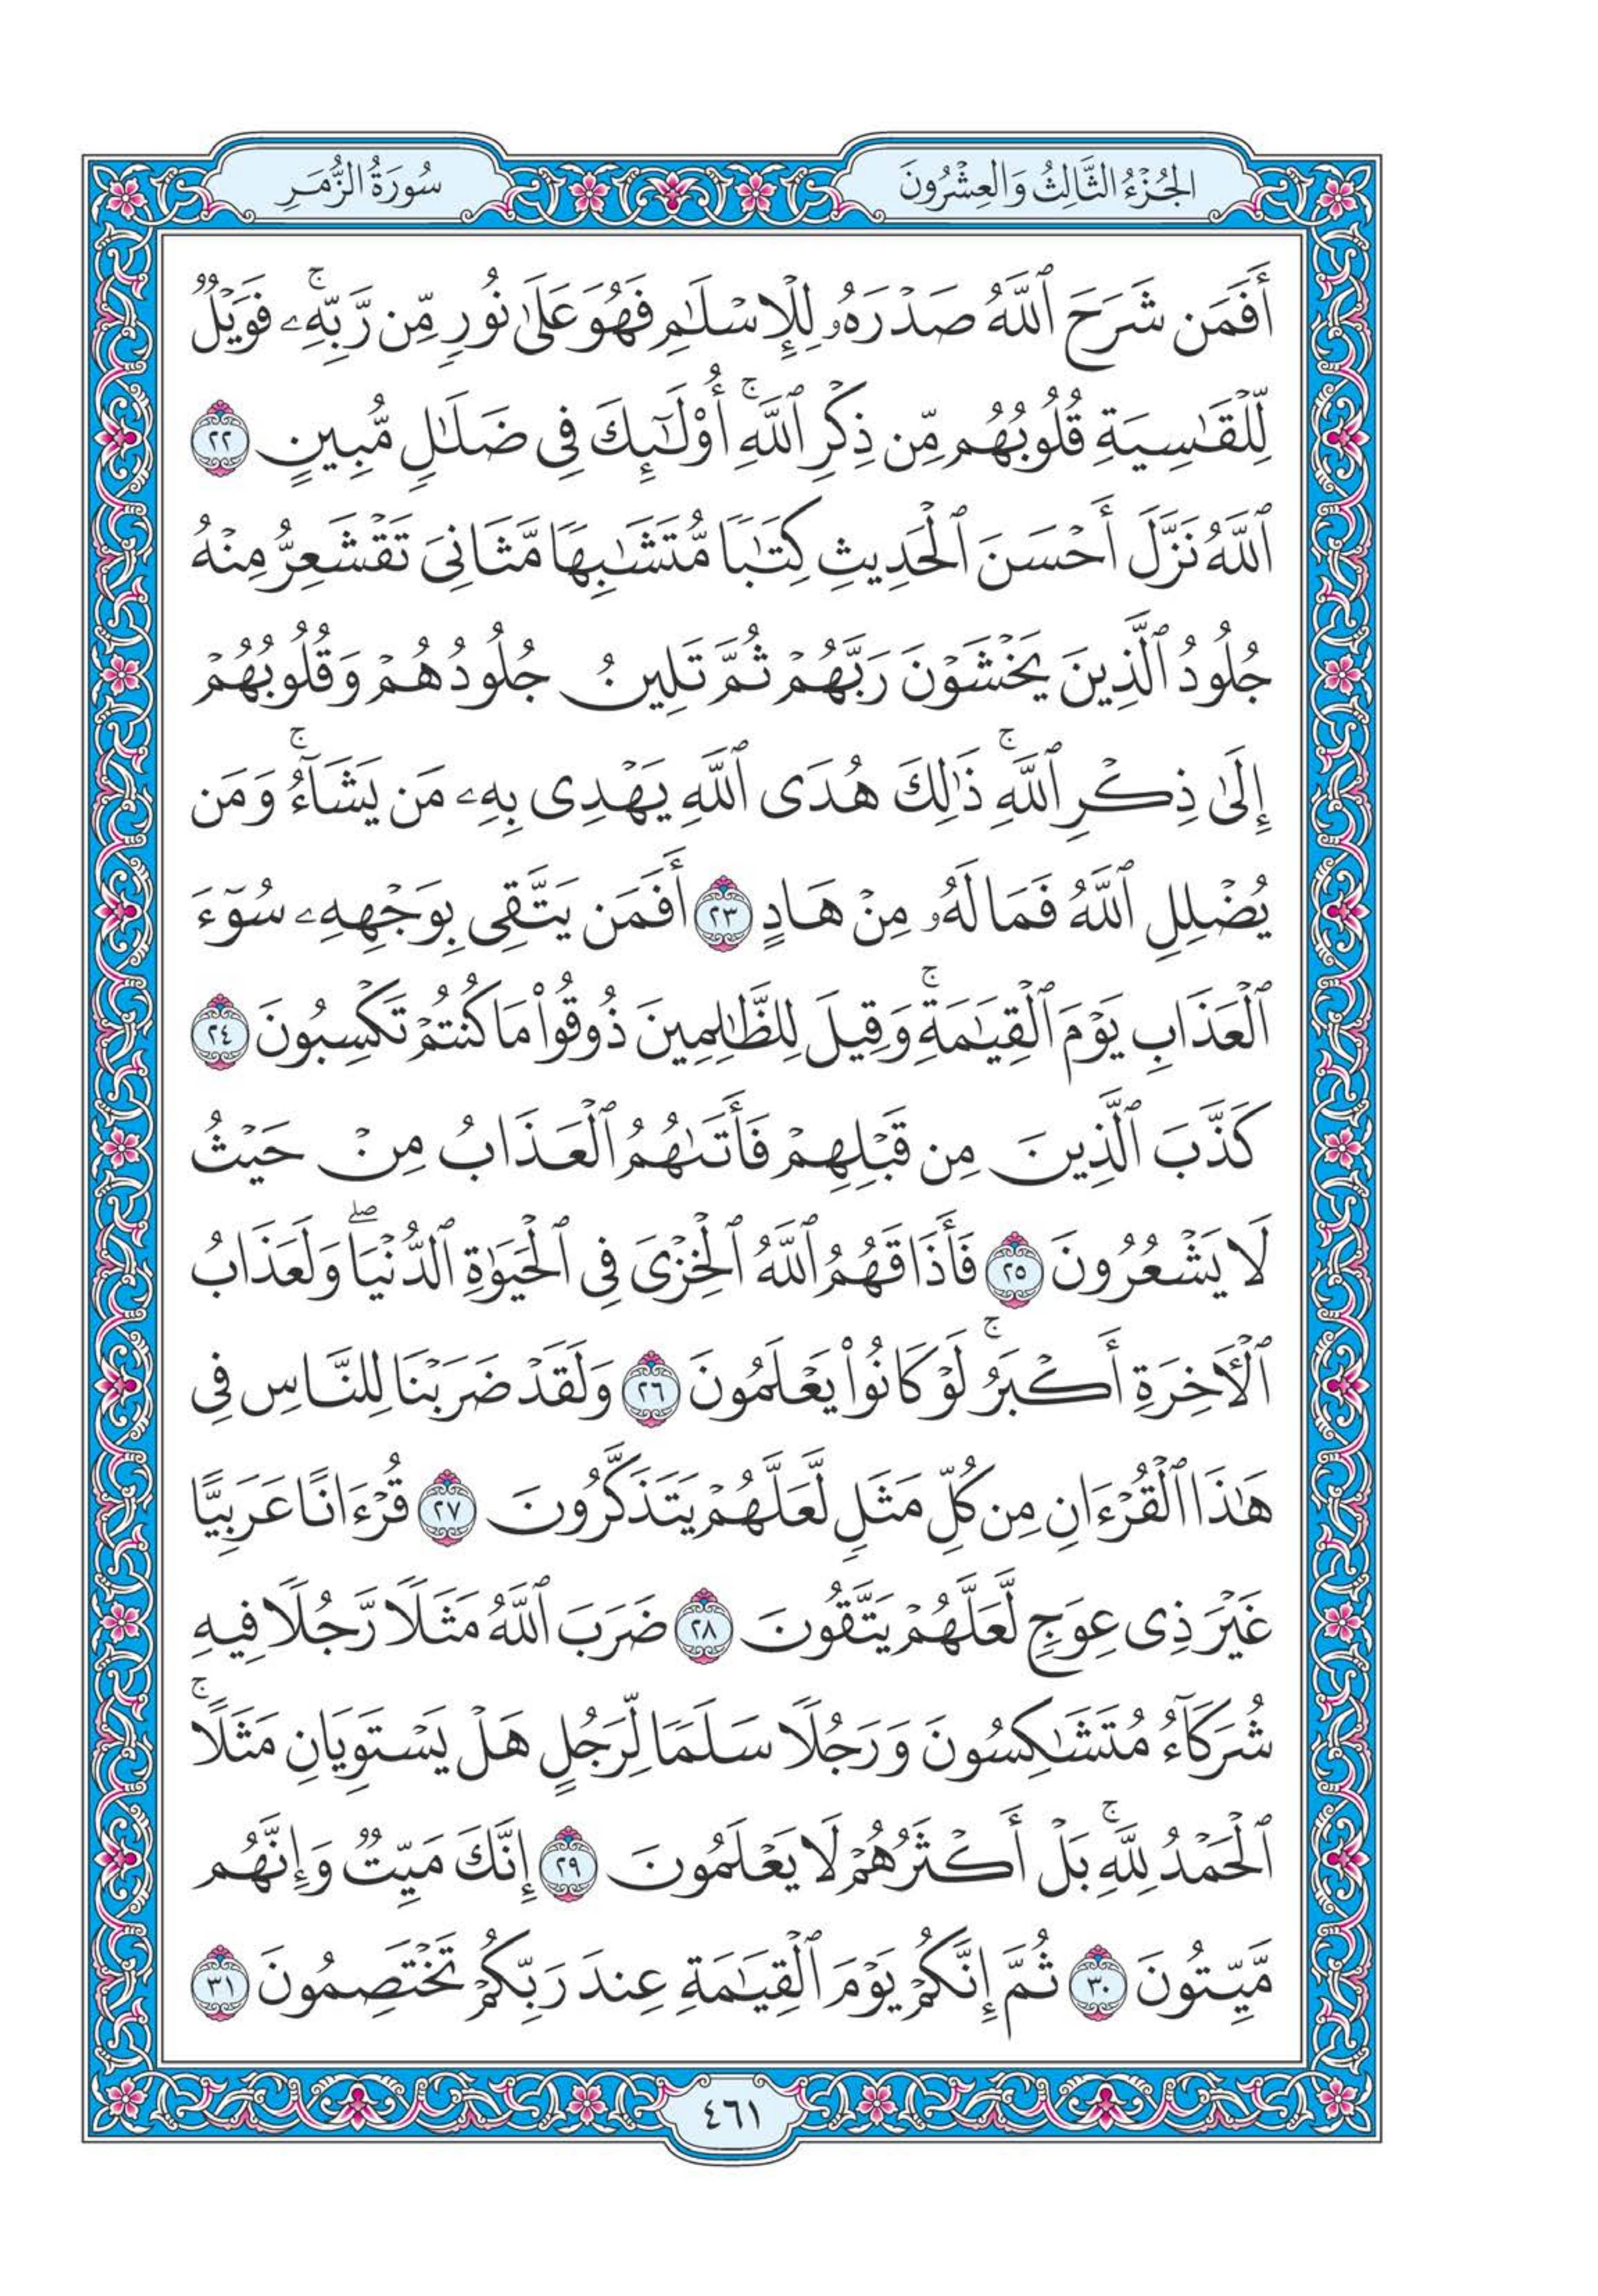 الجُزْءُ الثَّالِثُ وَالعِشْرُونَ
سُورَةُ الزُّمَرِ
أَفَمَن شَرَحَ ٱللَّهُ صَدْرَهُۥ لِلْإِسْلَٰمِ فَهُوَ عَلَىٰ نُورٍ مِّن رَّبِّهِۦۚ فَوَيْلٌ
لِّلْقَٰسِيَةِ قُلُوبُهُم مِّن ذِكْرِ ٱللَّهِۚ أُو۟لَٰٓئِكَ فِى ضَلَٰلٍ مُّبِينٍ ٢٢
ٱللَّهُ نَزَّلَ أَحْسَنَ ٱلْحَدِيثِ كِتَٰبًا مُّتَشَٰبِهًا مَّثَانِىَ تَقْشَعِرُّ مِنْهُ
جُلُودُ ٱلَّذِينَ يَخْشَوْنَ رَبَّهُمْ ثُمَّ تَلِينُ جُلُودُهُمْ وَقُلُوبُهُمْ
إِلَىٰ ذِكْرِ ٱللَّهِۚ ذَٰلِكَ هُدَى ٱللَّهِ يَهْدِى بِهِۦ مَن يَشَآءُۚ وَمَن
يُضْلِلِ ٱللَّهُ فَمَا لَهُۥ مِنْ هَادٍ ٢٣ أَفَمَن يَتَّقِى بِوَجْهِهِۦ سُوٓءَ
ٱلْعَذَابِ يَوْمَ ٱلْقِيَٰمَةِۚ وَقِيلَ لِلظَّٰلِمِينَ ذُوقُوا۟ مَا كُنتُمْ تَكْسِبُونَ ٢٤
كَذَّبَ ٱلَّذِينَ مِن قَبْلِهِمْ فَأَتَىٰهُمُ ٱلْعَذَابُ مِنْ حَيْثُ
لَا يَشْعُرُونَ ٢٥ فَأَذَاقَهُمُ ٱللَّهُ ٱلْخِزْىَ فِى ٱلْحَيَوٰةِ ٱلدُّنْيَاۖ وَلَعَذَابُ
ٱلْءَاخِرَةِ أَكْبَرُۚ لَوْ كَانُوا۟ يَعْلَمُونَ ٢٦ وَلَقَدْ ضَرَبْنَا لِلنَّاسِ فِى
هَٰذَا ٱلْقُرْءَانِ مِن كُلِّ مَثَلٍ لَّعَلَّهُمْ يَتَذَكَّرُونَ ٢٧ قُرْءَانًا عَرَبِيًّا
غَيْرَ ذِى عِوَجٍ لَّعَلَّهُمْ يَتَّقُونَ ٢٨ ضَرَبَ ٱللَّهُ مَثَلًا رَّجُلًا فِيهِ
شُرَكَآءُ مُتَشَٰكِسُونَ وَرَجُلًا سَلَمًا لِّرَجُلٍ هَلْ يَسْتَوِيَانِ مَثَلًاۚ
ٱلْحَمْدُ لِلَّهِۚ بَلْ أَكْثَرُهُمْ لَا يَعْلَمُونَ ٢٩ إِنَّكَ مَيِّتٌ وَإِنَّهُم
مَّيِّتُونَ ٣٠ ثُمَّ إِنَّكُمْ يَوْمَ ٱلْقِيَٰمَةِ عِندَ رَبِّكُمْ تَخْتَصِمُونَ ٣١
٤٦١